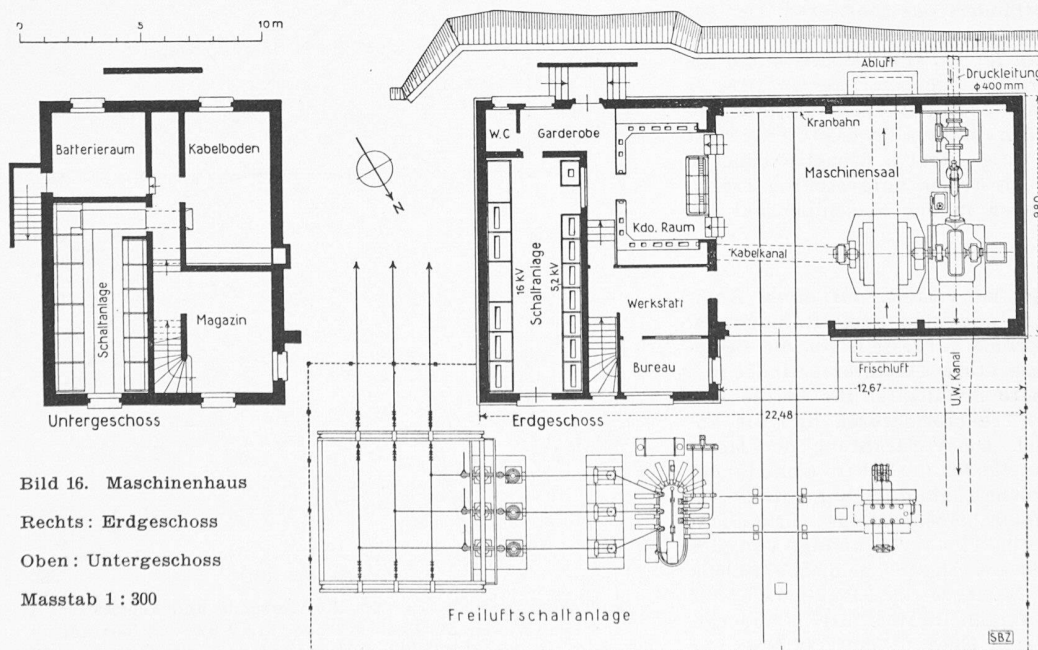 0 5 10 m
Batterieraum
Kabelboden
Schaltanlage
Magazin
Untergeschoss
W.C
Garderobe
Kdo. Raum
16 kV
Schaltanlage
5,2 kV
Werkstatt
Bureau
Erdgeschoss
N
Abluft
Druckleitung
ϕ 400 mm
Kranbahn
Maschinensaal
Kabelkanal
9,80
Frischluft
12,67
22,48
U.W. Kanal
Bild 16. Maschinenhaus
Rechts: Erdgeschoss
Oben: Untergeschoss
Masstab 1 : 300
Freiluftschaltanlage
SBZ